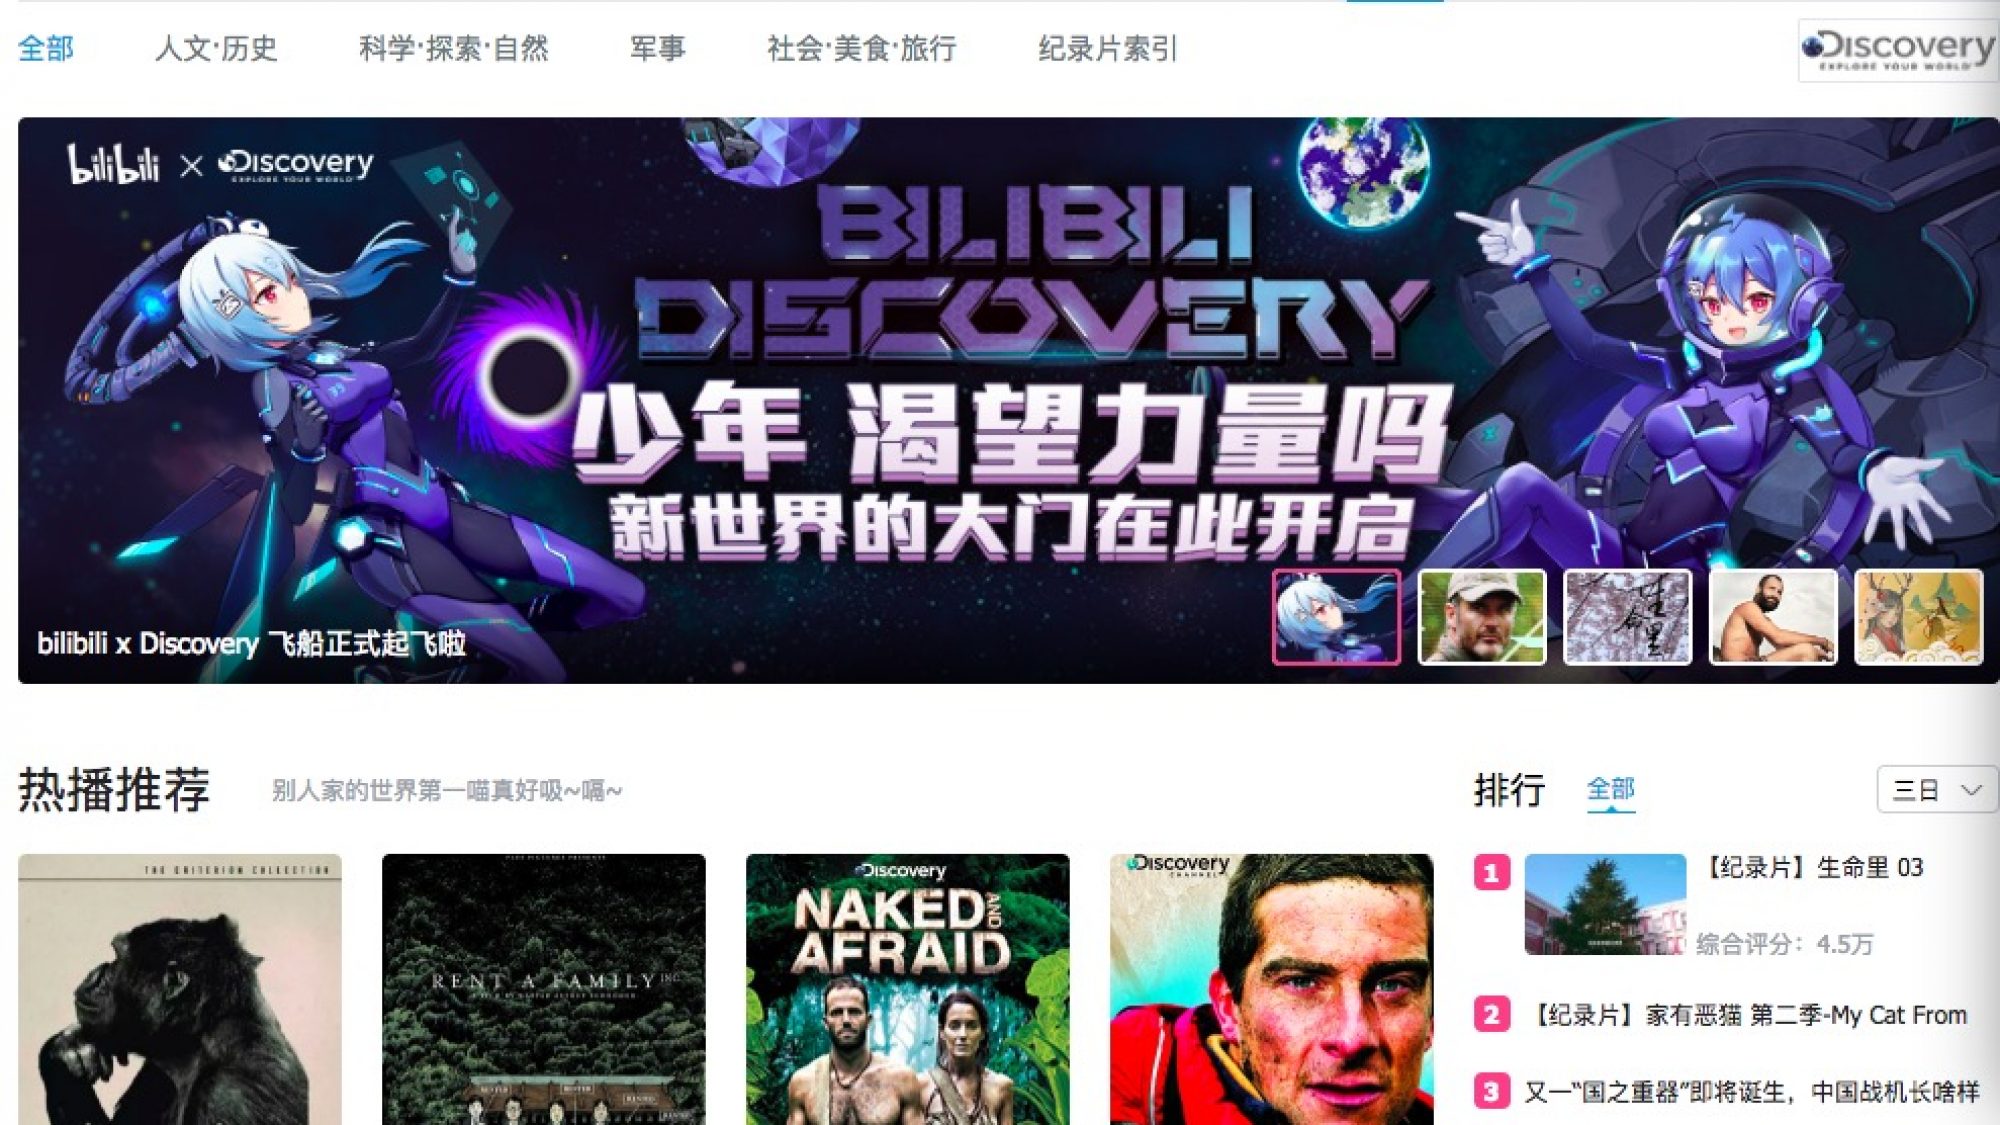 全部 人文·历史 科学·探索·自然 军事 社会·美食·旅行 纪录片索引
Discovery
EXPLORE YOUR WORLD
bilibili × Discovery
EXPLORE YOUR WORLD
BILIBILI
DISCOVERY
少年 渴望力量吗
新世界的大门在此开启
生命里
bilibili x Discovery 飞船正式起飞啦
热播推荐 别人家的世界第一喵真好吸~嗝~
THE CRITERION COLLECTION
RENT A FAMILY INC.
Discovery
NAKED AND AFRAID
Discovery
CHANNEL
排行 全部 三日
1 【纪录片】生命里 03
综合评分：4.5万
2 【纪录片】家有恶猫 第二季-My Cat From
3 又一“国之重器”即将诞生，中国战机长啥样